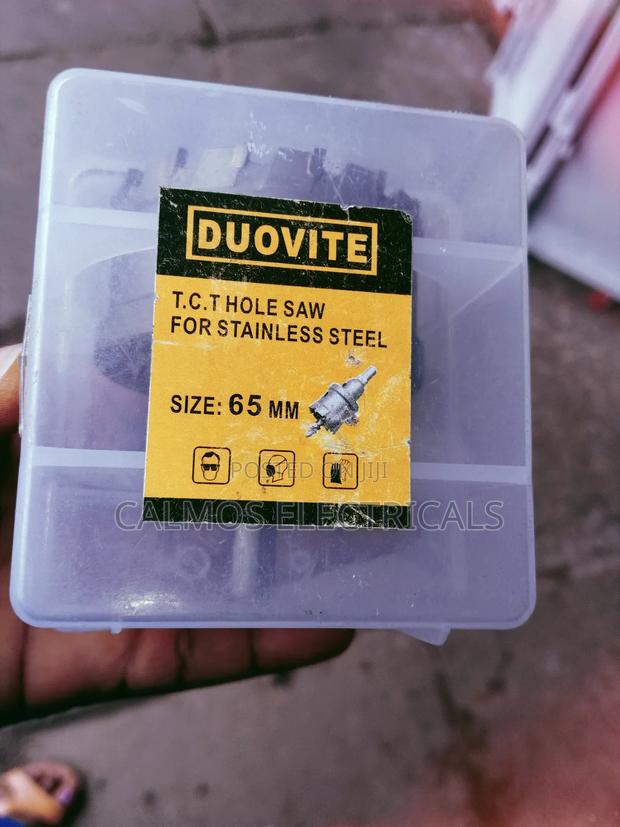 DUOVITE
T.C.T HOLE SAW
FOR STAINLESS STEEL
SIZE: 65 MM
POSTED ON JIJI
CALMOS ELECTRICALS